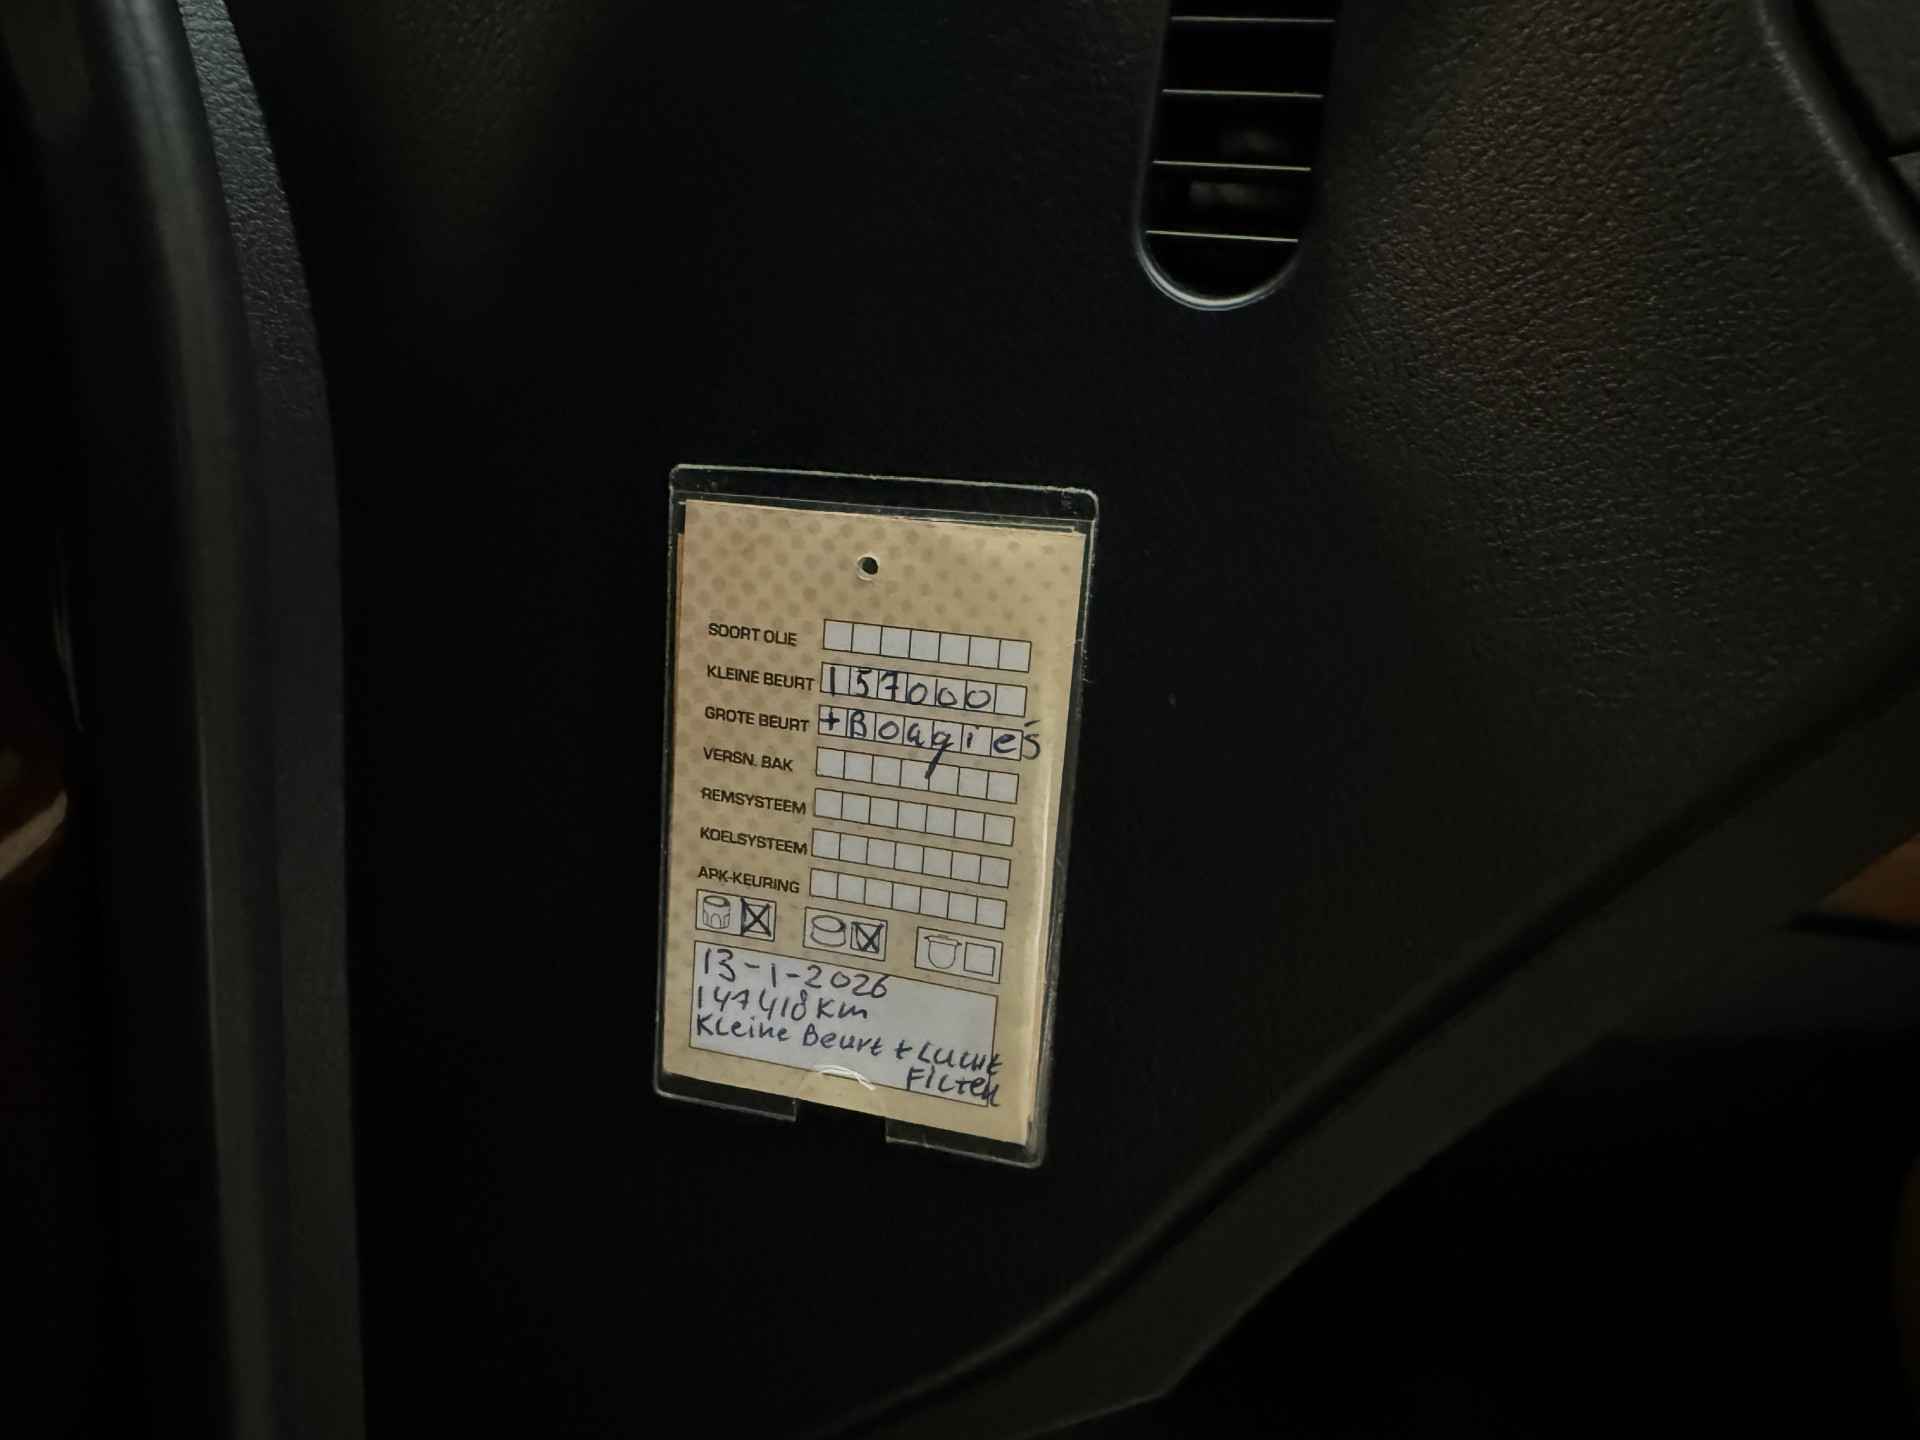 SOORT OLIE
KLEINE BEURT 157000
GROTE BEURT +Bougies
VERSN. BAK
REMSYSTEEM
KOELSYSTEEM
APK-KEURING
13-1-2026
147418 Km
Kleine Beurt + Lucht
Filter